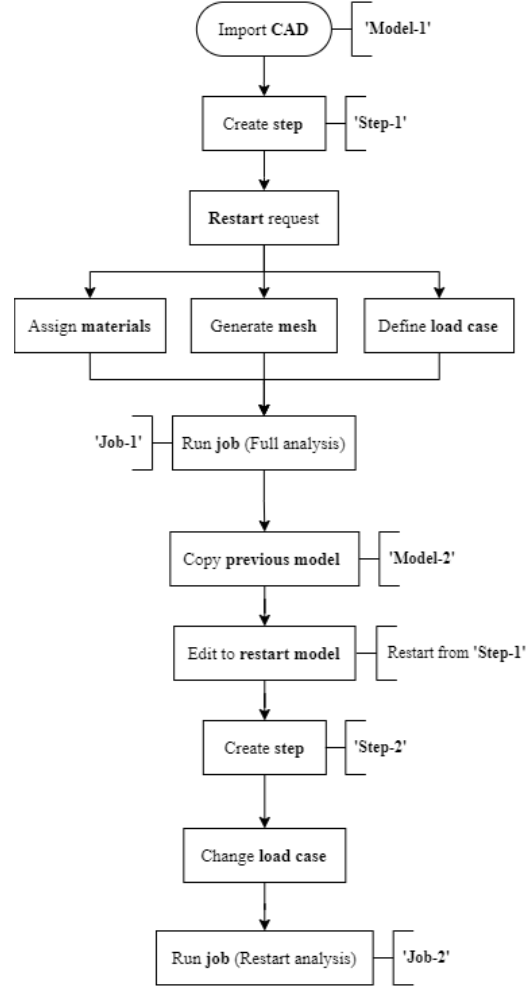 Import CAD
'Model-1'
Create step
'Step-1'
Restart request
Assign materials
Generate mesh
Define load case
'Job-1'
Run job (Full analysis)
Copy previous model
'Model-2'
Edit to restart model
Restart from 'Step-1'
Create step
'Step-2'
Change load case
Run job (Restart analysis)
'Job-2'